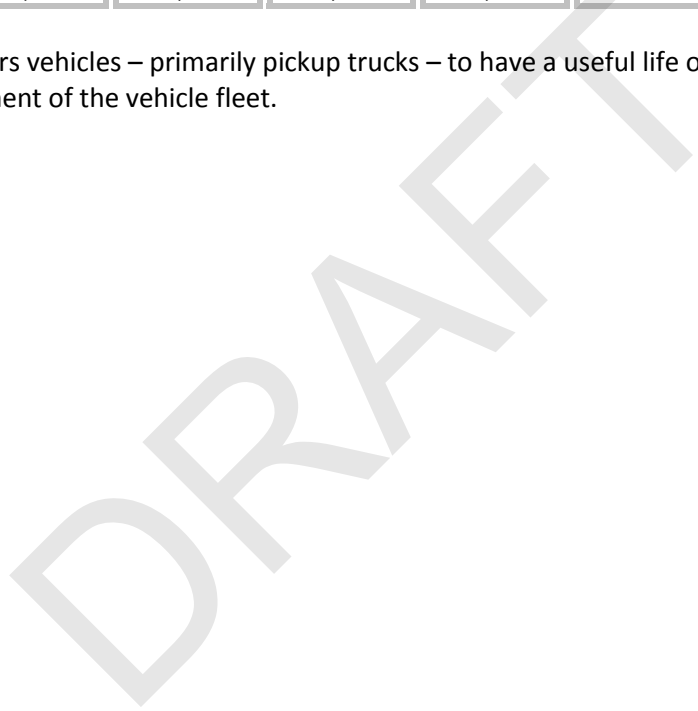 rs vehicles – primarily pickup trucks – to have a useful life o
ent of the vehicle fleet.
DRAFT